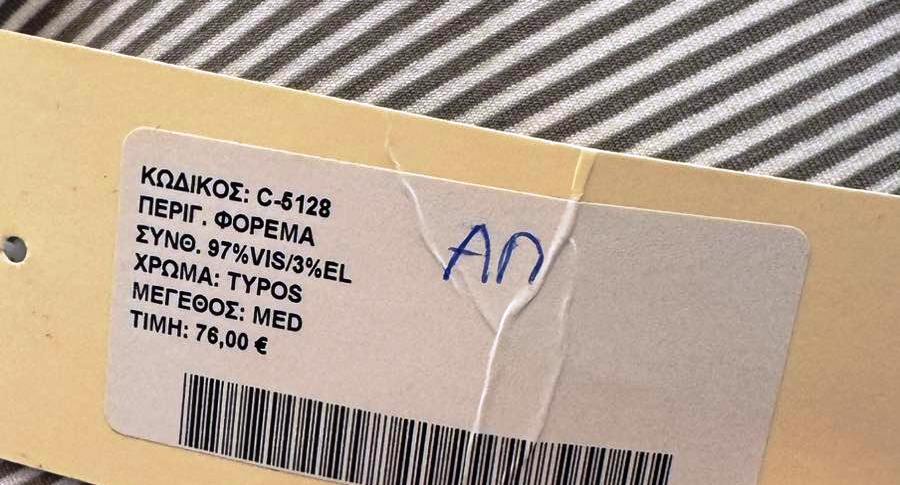 ΚΩΔΙΚΟΣ: C-5128
ΠΕΡΙΓ. ΦΟΡΕΜΑ
ΣΥΝΘ. 97%VIS/3%EL
ΧΡΩΜΑ: TYPOS
ΜΕΓΕΘΟΣ: MED
ΤΙΜΗ: 76,00 €
ΑΠ